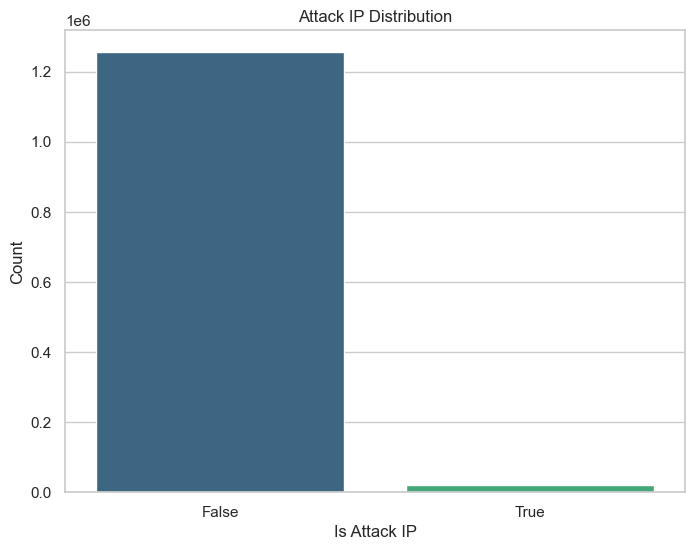 Attack IP Distribution
1e6
1.2
1.0
0.8
0.6
0.4
0.2
0.0
Count
False True
Is Attack IP